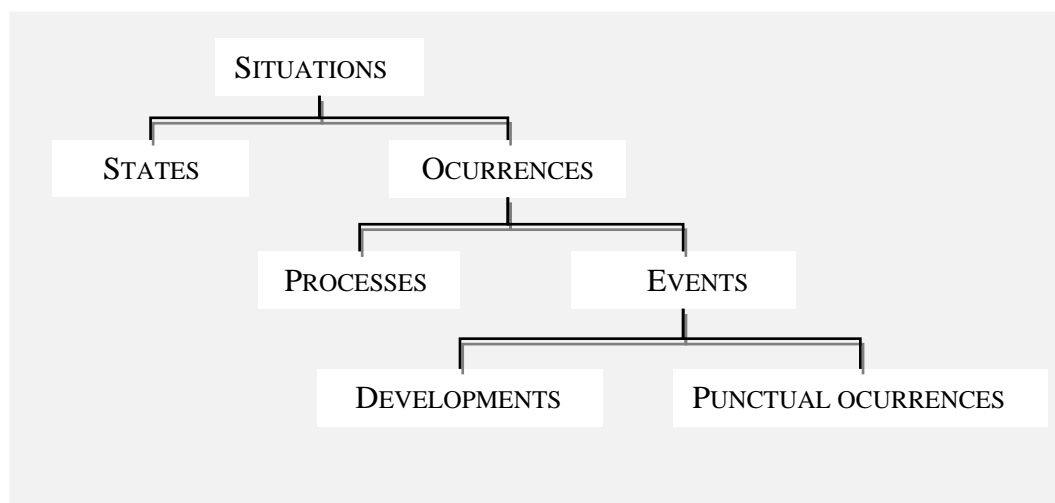 SITUATIONS
STATES OCURRENCES
PROCESSES EVENTS
DEVELOPMENTS PUNCTUAL OCURRENCES